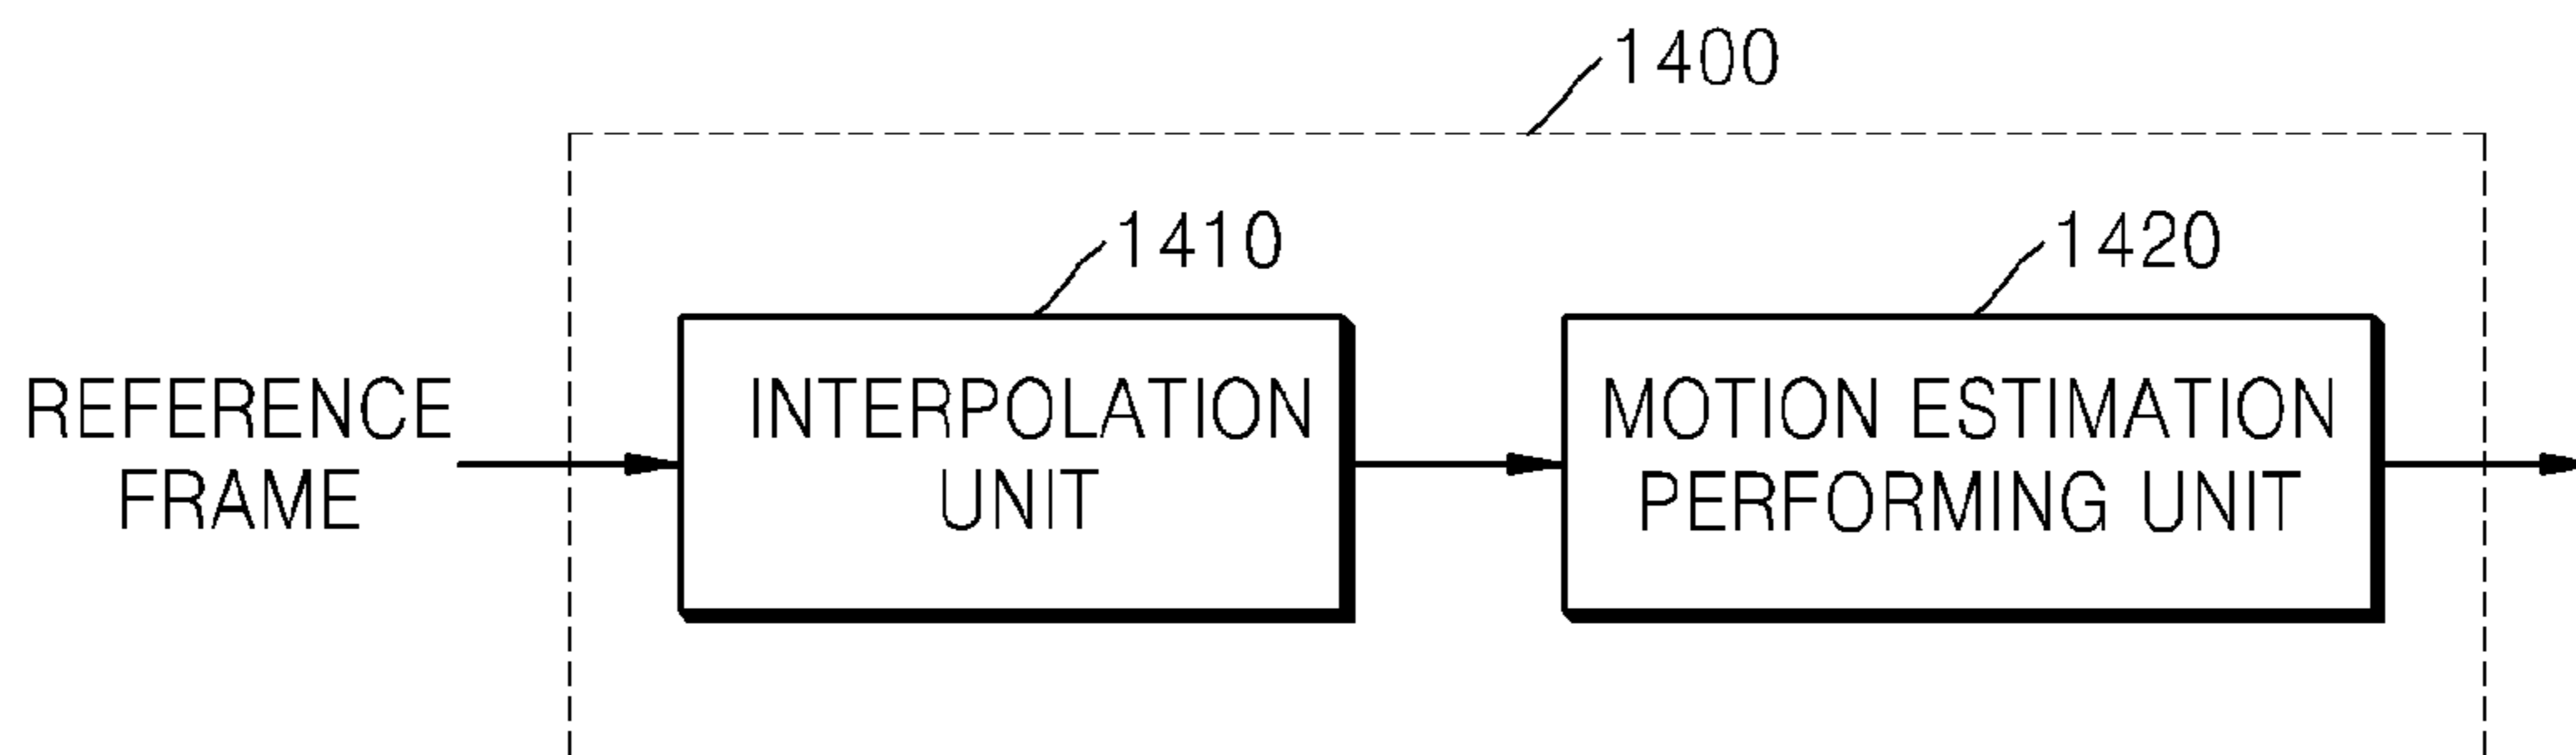 1400
1410
1420
REFERENCE
FRAME
INTERPOLATION
UNIT
MOTION ESTIMATION
PERFORMING UNIT